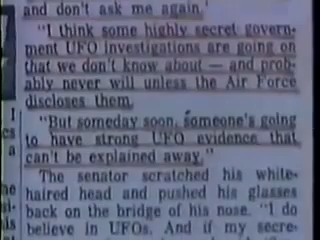 and don't ask me again.'
"I think some highly secret govern-
ment UFO investigations are going on
that we don't know about — and prob-
ably never will unless the Air Force
discloses them.
"But someday soon, someone's going
to have strong UFO evidence that
can't be explained away."
The senator scratched his white-
haired head and pushed his glasses
back on the bridge of his nose. "I do
believe in UFOs. And if my secre-